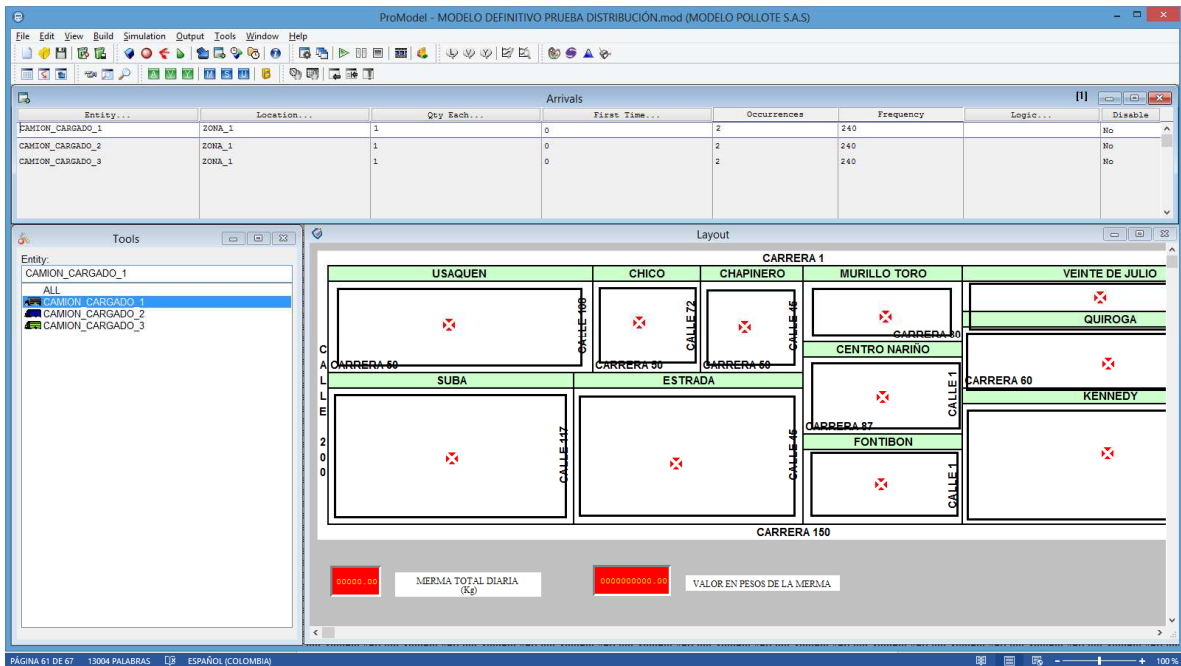 ProModel - MODELO DEFINITIVO PRUEBA DISTRIBUCIÓN.mod (MODELO POLLOTE S.A.S)
File Edit View Build Simulation Output Tools Window Help
Arrivals [1]
Entity... Location... Qty Each... First Time... Occurrences Frequency Logic... Disable
CAMION_CARGADO_1 ZONA_1 1 0 2 240 No
CAMION_CARGADO_2 ZONA_1 1 0 2 240 No
CAMION_CARGADO_3 ZONA_1 1 0 2 240 No
Tools
Entity:
CAMION_CARGADO_1
ALL
CAMION_CARGADO_1
CAMION_CARGADO_2
CAMION_CARGADO_3
Layout
CARRERA 1
USAQUEN CHICO CHAPINERO MURILLO TORO VEINTE DE JULIO
CALLE 200
CALLE 72
CALLE 45
CARRERA 50
CARRERA 50
CARRERA 50
QUIROGA
CENTRO NARIÑO
CALLE 1
CARRERA 60
SUBA ESTRADA KENNEDY
CARRERA 87
CALLE 117
CALLE 45
FONTIBON
CALLE 1
CARRERA 150
00000.00 MERMA TOTAL DIARIA
(Kg)
0000000000.00 VALOR EN PESOS DE LA MERMA
PÁGINA 61 DE 67 13004 PALABRAS ESPAÑOL (COLOMBIA) 100 %